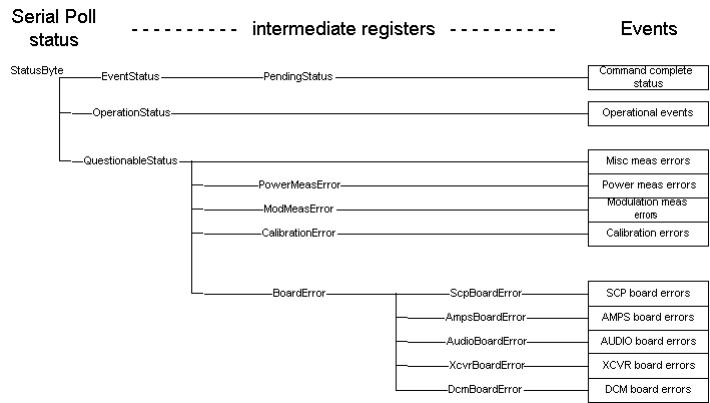 Serial Poll
status
intermediate registers
Events
StatusByte
EventStatus
PendingStatus
Command complete
status
OperationStatus
Operational events
QuestionableStatus
Misc meas errors
PowerMeasError
Power meas errors
ModMeasError
Modulation meas
errors
CalibrationError
Calibration errors
BoardError
ScpBoardError
SCP board errors
AmpsBoardError
AMPS board errors
AudioBoardError
AUDIO board errors
XcvrBoardError
XCVR board errors
DcmBoardError
DCM board errors